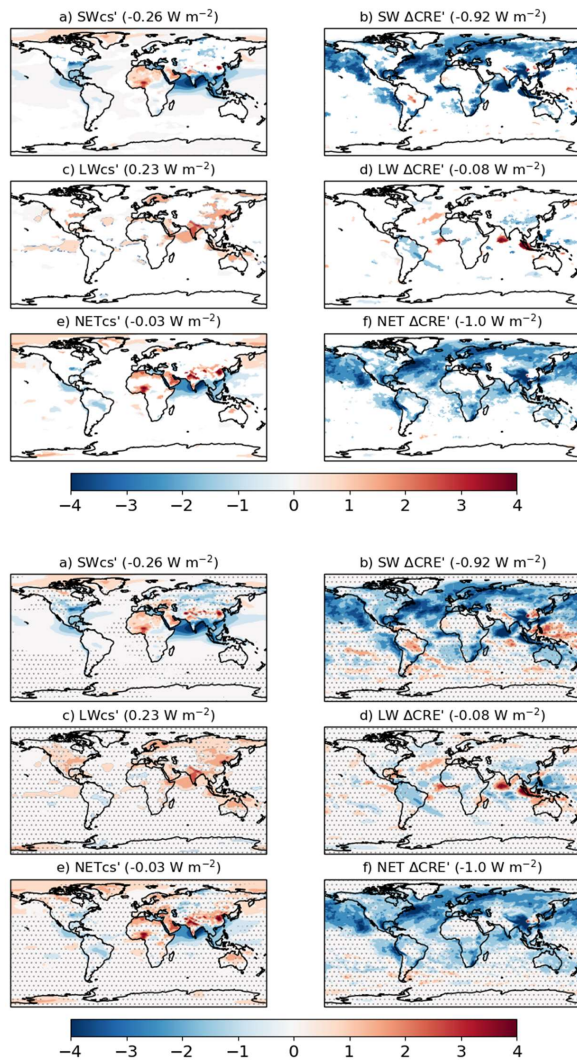 a) SWcs' (-0.26 W m⁻²)
b) SW ΔCRE' (-0.92 W m⁻²)
c) LWcs' (0.23 W m⁻²)
d) LW ΔCRE' (-0.08 W m⁻²)
e) NETcs' (-0.03 W m⁻²)
f) NET ΔCRE' (-1.0 W m⁻²)
−4 −3 −2 −1 0 1 2 3 4
a) SWcs' (-0.26 W m⁻²)
b) SW ΔCRE' (-0.92 W m⁻²)
c) LWcs' (0.23 W m⁻²)
d) LW ΔCRE' (-0.08 W m⁻²)
e) NETcs' (-0.03 W m⁻²)
f) NET ΔCRE' (-1.0 W m⁻²)
−4 −3 −2 −1 0 1 2 3 4